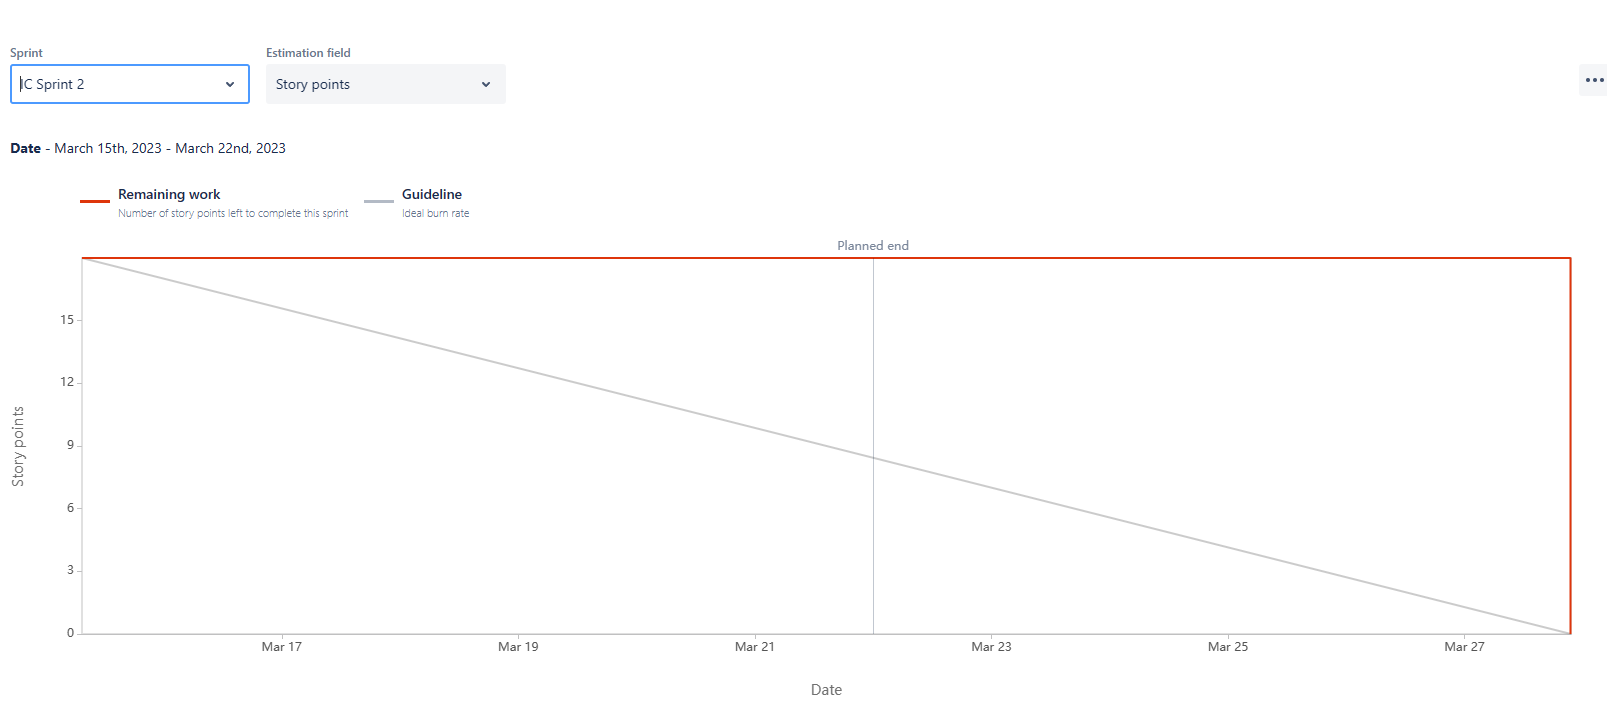 Sprint
Estimation field
IC Sprint 2
Story points
Date - March 15th, 2023 - March 22nd, 2023
Remaining work
Number of story points left to complete this sprint
Guideline
Ideal burn rate
Planned end
15
12
9
6
3
0
Story points
Mar 17
Mar 19
Mar 21
Mar 23
Mar 25
Mar 27
Date